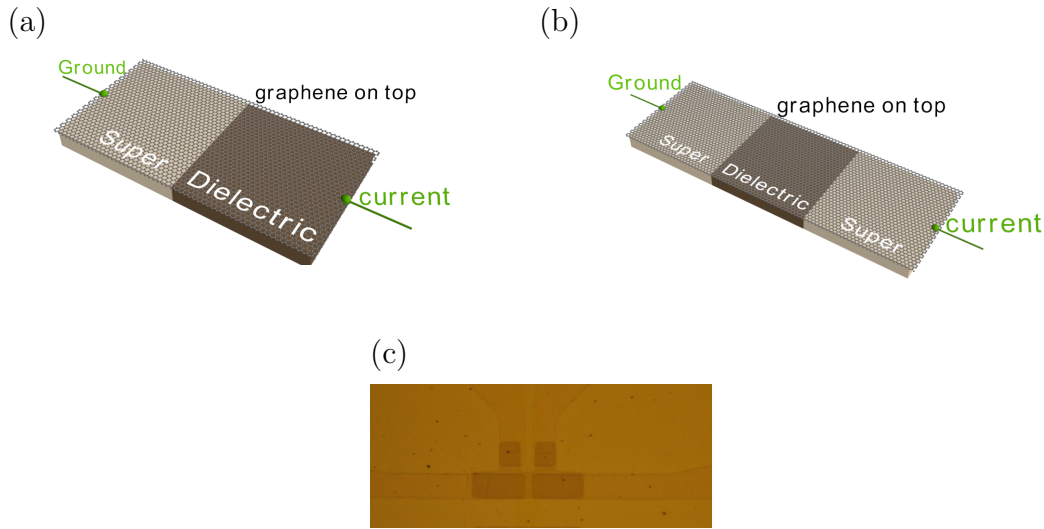 (a)
Ground
graphene on top
Super
Dielectric
current
(b)
Ground
graphene on top
Super
Dielectric
Super
current
(c)